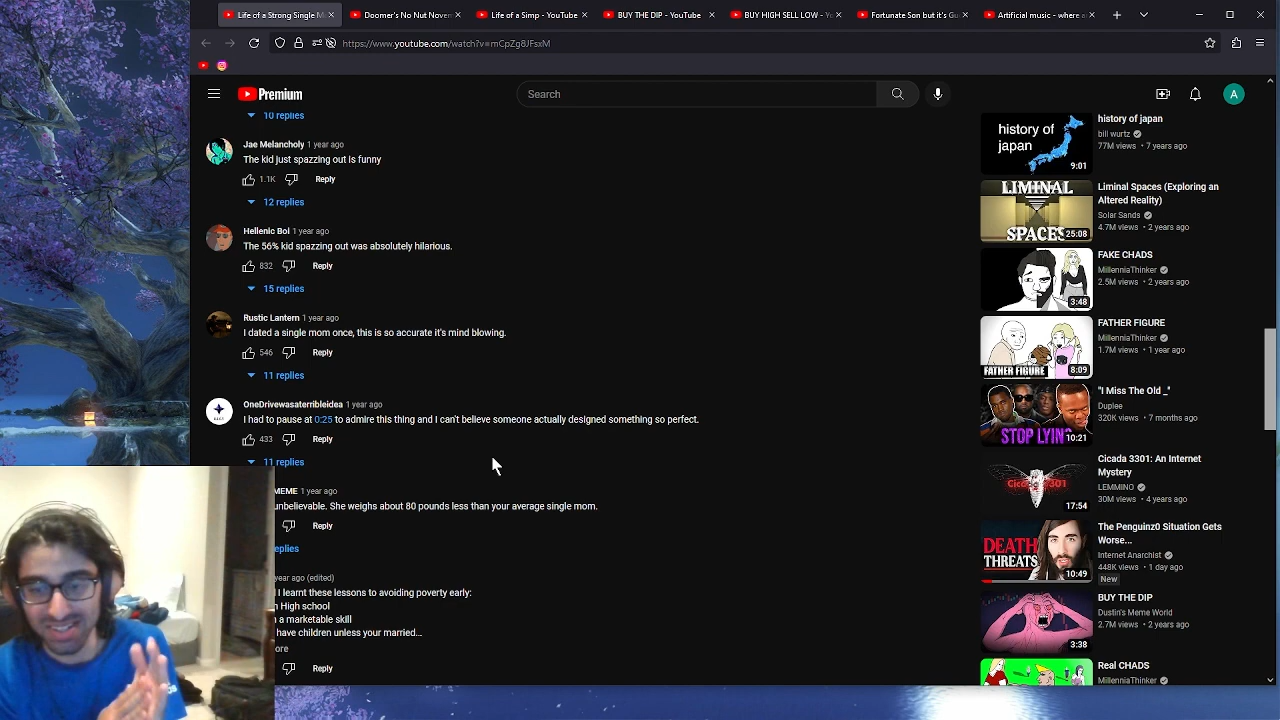 Life of a Strong Single M
Doomer's No Nut Novem
Life of a Simp - YouTube
BUY THE DIP - YouTube
BUY HIGH SELL LOW - Yo
Fortunate Son but it's Gu
Artificial music - where a
https://www.youtube.com/watch?v=mCpZg8JFsxM
Premium
Search
A
10 replies
Jae Melancholy 1 year ago
The kid just spazzing out is funny
1.1K Reply
12 replies
Hellenic Boi 1 year ago
The 56% kid spazzing out was absolutely hilarious.
832 Reply
15 replies
Rustic Lantern 1 year ago
I dated a single mom once, this is so accurate it's mind blowing.
546 Reply
11 replies
OneDrivewasaterribleidea 1 year ago
I had to pause at 0:25 to admire this thing and I can't believe someone actually designed something so perfect.
433 Reply
11 replies
MEME 1 year ago
nbelievable. She weighs about 80 pounds less than your average single mom.
Reply
eplies
year ago (edited)
I learnt these lessons to avoiding poverty early:
High school
a marketable skill
have children unless your married...
ore
Reply
history of
japan
9:01
history of japan
bill wurtz
77M views • 7 years ago
LIMINAL
SPACES
25:08
Liminal Spaces (Exploring an
Altered Reality)
Solar Sands
4.7M views • 2 years ago
3:48
FAKE CHADS
MillenniaThinker
2.5M views • 2 years ago
FATHER FIGURE
8:09
FATHER FIGURE
MillenniaThinker
1.7M views • 1 year ago
STOP LYIN
10:21
"I Miss The Old _"
Duplee
320K views • 7 months ago
Cicada 3301
17:54
Cicada 3301: An Internet
Mystery
LEMMiNO
30M views • 4 years ago
DEATH
THREATS
10:49
The Penguinz0 Situation Gets
Worse...
Internet Anarchist
448K views • 1 day ago
New
3:38
BUY THE DIP
Dustin's Meme World
2.7M views • 2 years ago
Real CHADS
MillenniaThinker